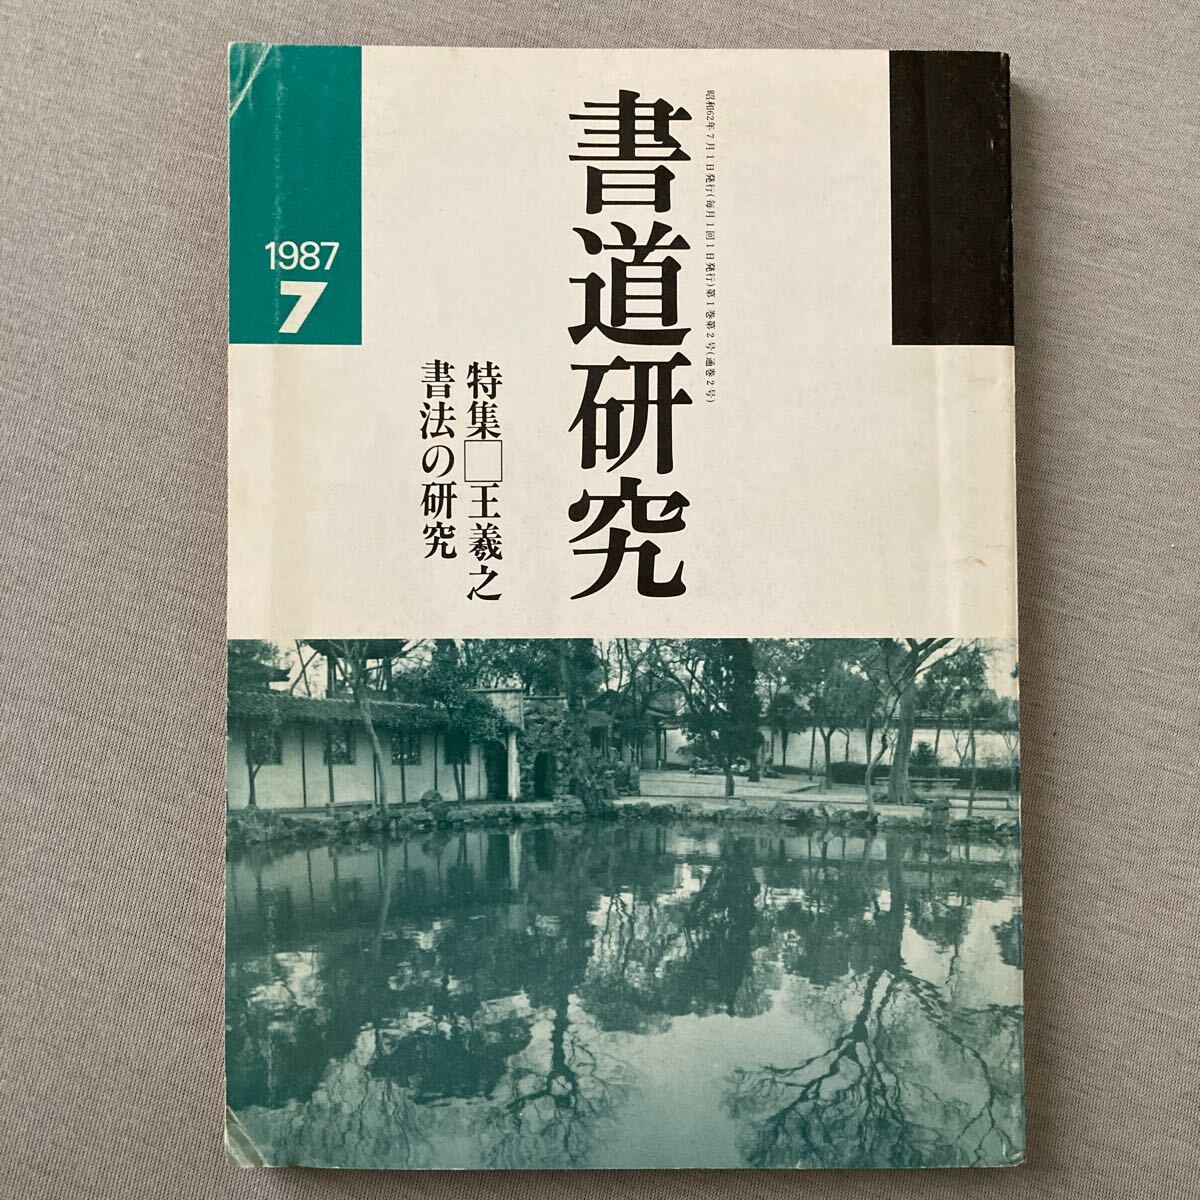 昭和62年7月1日発行(毎月1回1日発行)第1巻第2号(通巻2号)
書道研究
特集□王羲之
書法の研究
1987
7